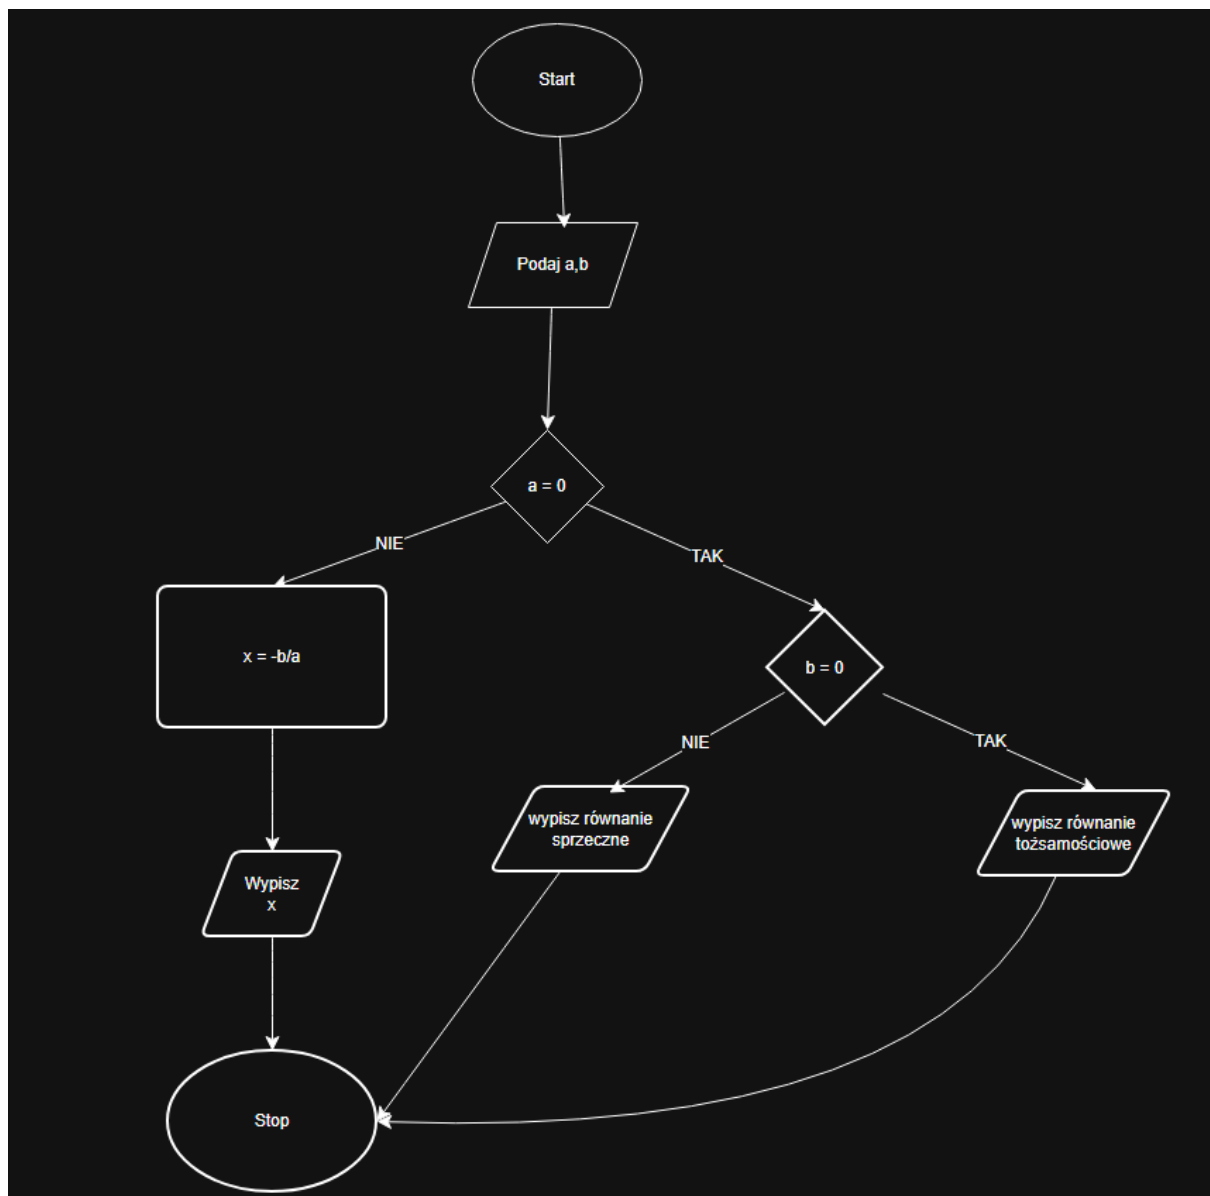 Start
Podaj a,b
a = 0
NIE
TAK
x = -b/a
b = 0
NIE
TAK
wypisz równanie
sprzeczne
wypisz równanie
tożsamościowe
Wypisz
x
Stop